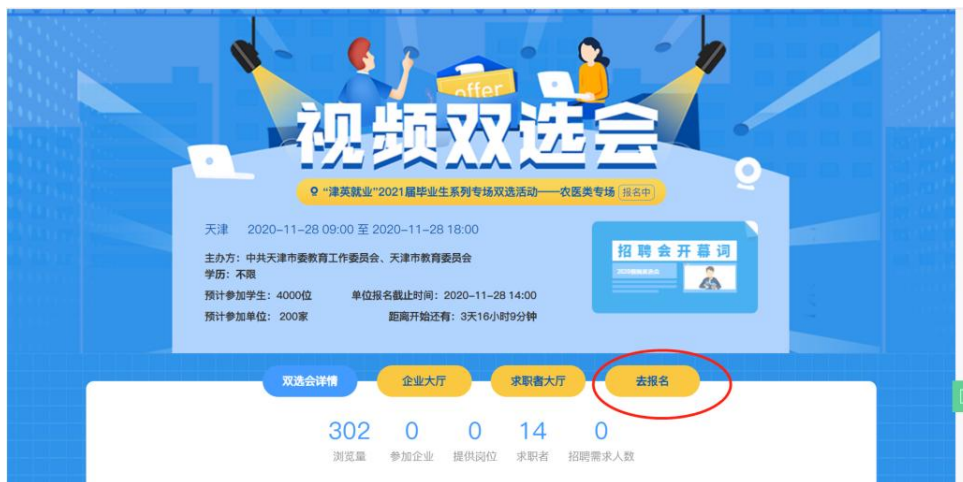 offer
视频双选会
“津英就业”2021届毕业生系列专场双选活动——农医类专场 报名中
天津 2020-11-28 09:00 至 2020-11-28 18:00
主办方：中共天津市委教育工作委员会、天津市教育委员会
学历：不限
预计参加学生：4000位 单位报名截止时间：2020-11-28 14:00
预计参加单位： 200家 距离开始还有：3天16小时9分钟
招聘会开幕词
双选会详情 企业大厅 求职者大厅 去报名
302 0 0 14 0
浏览量 参加企业 提供岗位 求职者 招聘需求人数